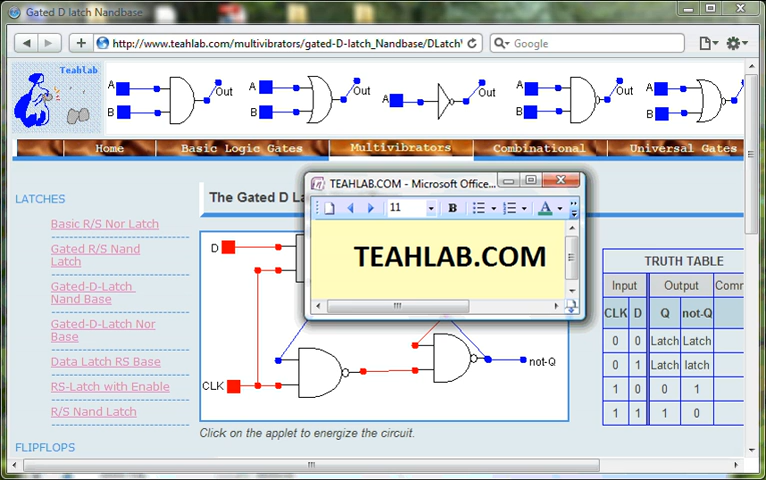 Gated D latch Nandbase
http://www.teahlab.com/multivibrators/gated-D-latch_Nandbase/DLatch
Google
Teahlab
A
B
Out
A
B
Out
A
Out
A
B
Out
A
B
Out
Home
Basic Logic Gates
Multivibrators
Combinational
Universal Gates
LATCHES
Basic R/S Nor Latch
Gated R/S Nand
Latch
Gated-D-Latch
Nand Base
Gated-D-Latch Nor
Base
Data Latch RS Base
RS-Latch with Enable
R/S Nand Latch
FLIPFLOPS
The Gated D L
TEAHLAB.COM - Microsoft Office...
11
B
A
TEAHLAB.COM
D
CLK
not-Q
Click on the applet to energize the circuit.
TRUTH TABLE
Input Output Comm
CLK D Q not-Q
0 0 Latch Latch
0 1 Latch latch
1 0 0 1
1 1 1 0